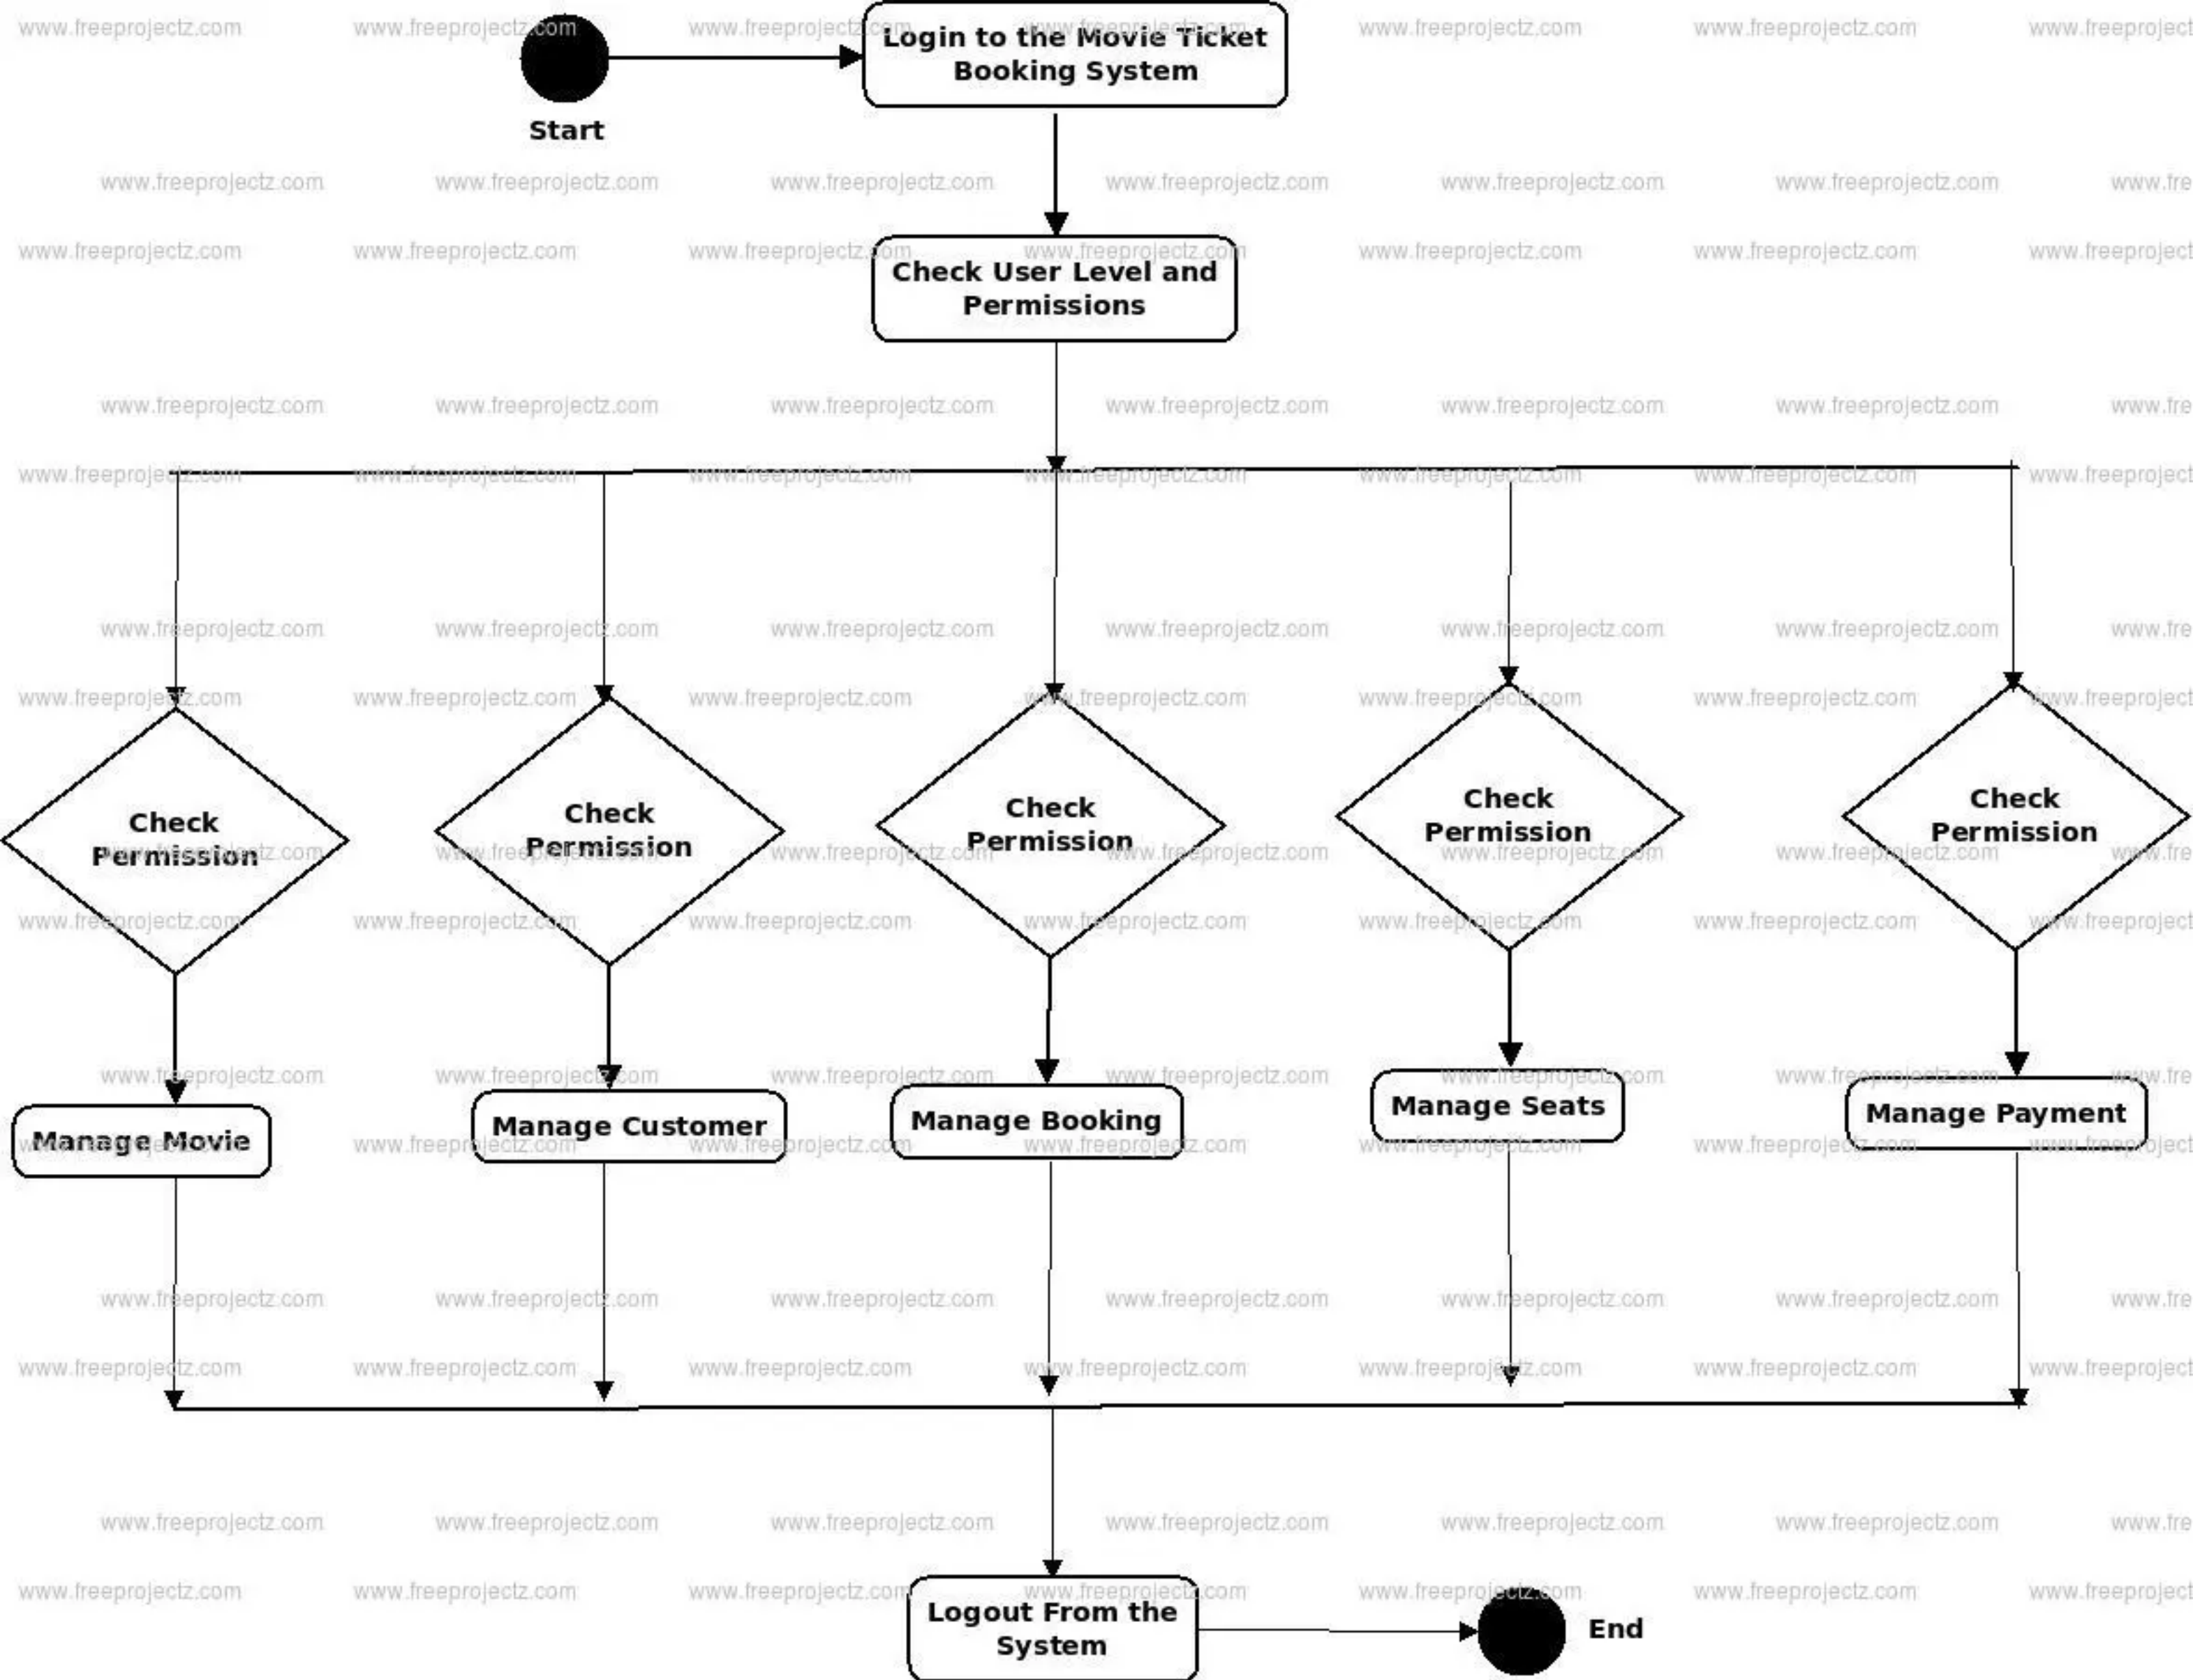 Login to the Movie Ticket
Booking System
Start
Check User Level and
Permissions
Check
Permission
Check
Permission
Check
Permission
Check
Permission
Check
Permission
Manage Movie
Manage Customer
Manage Booking
Manage Seats
Manage Payment
Logout From the
System
End
www.freeprojectz.com